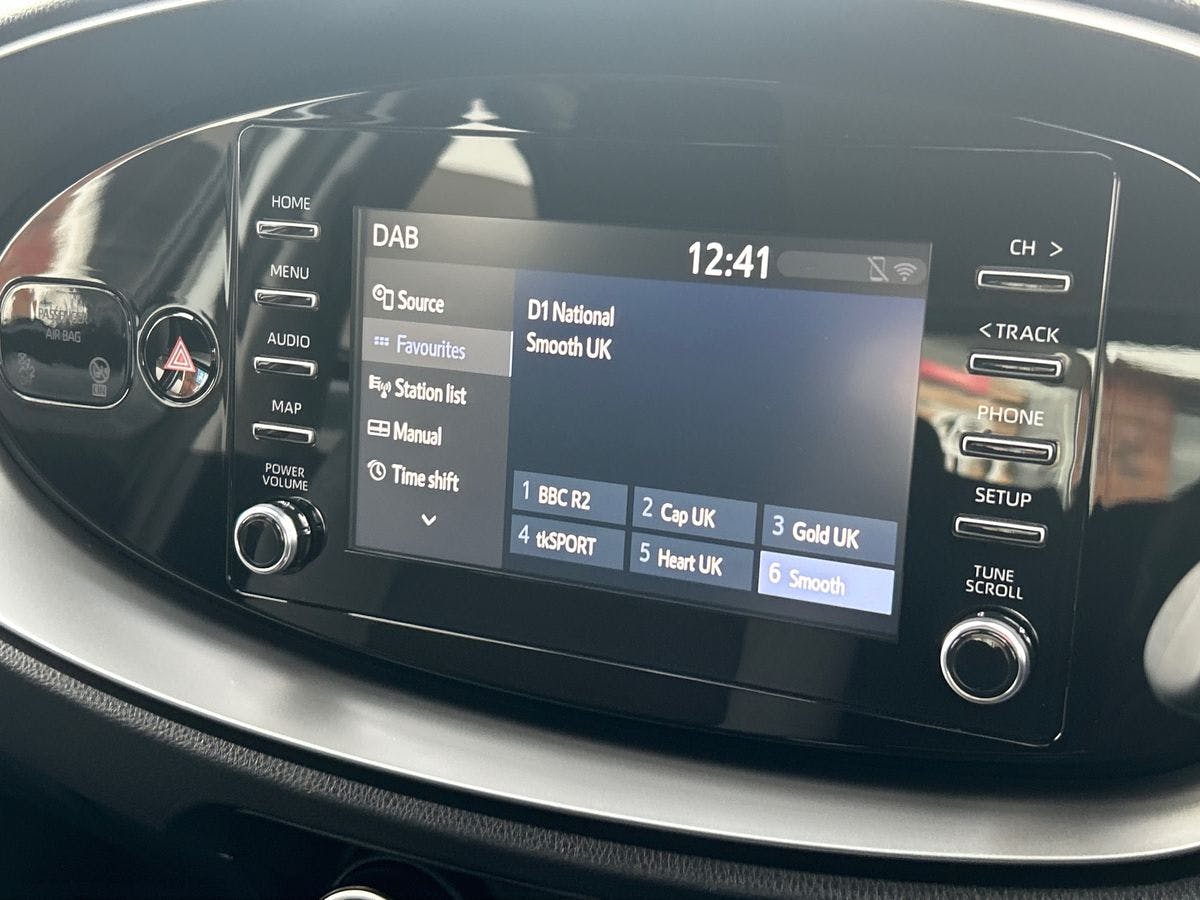 HOME
MENU
AUDIO
MAP
POWER
VOLUME
PASSENGER
AIR BAG
DAB
12:41
Source
Favourites
Station list
Manual
Time shift
D1 National
Smooth UK
1 BBC R2
2 Cap UK
3 Gold UK
4 tkSPORT
5 Heart UK
6 Smooth
CH >
< TRACK
PHONE
SETUP
TUNE
SCROLL